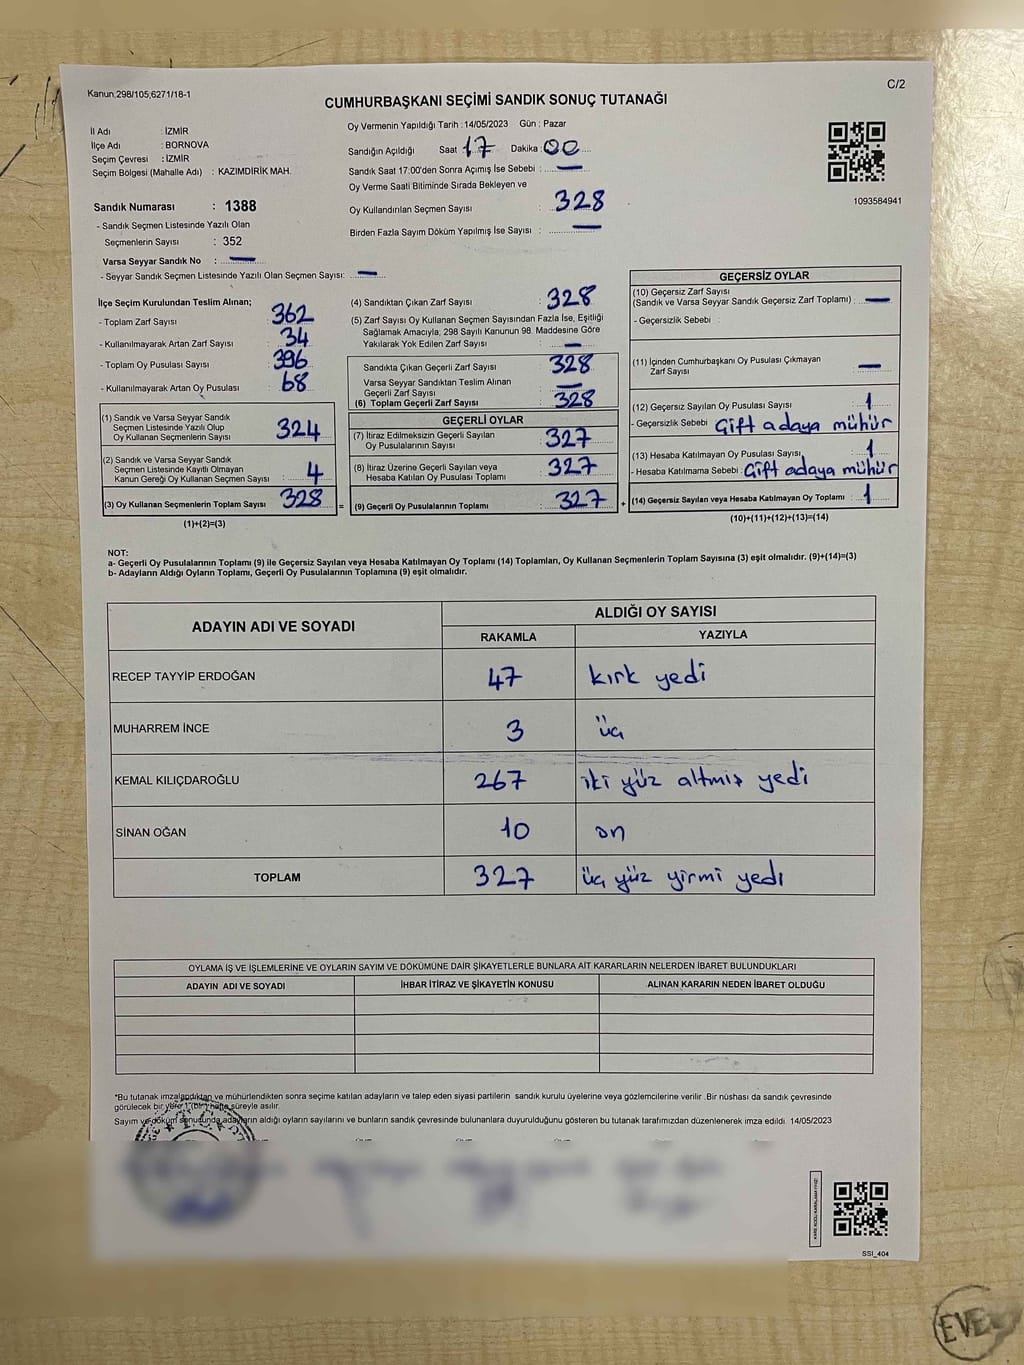 Kanun,298/105,6271/18-1
C/2
CUMHURBAŞKANI SEÇİMİ SANDIK SONUÇ TUTANAĞI
İl Adı : İZMİR
İlçe Adı : BORNOVA
Seçim Çevresi : İZMİR
Seçim Bölgesi (Mahalle Adı) : KAZIMDİRİK MAH.
Oy Vermenin Yapıldığı Tarih : 14/05/2023 Gün : Pazar
Sandığın Açıldığı Saat 17 Dakika : 00
Sandık Saat 17:00'den Sonra Açımış İse Sebebi : —
Oy Verme Saati Bitiminde Sırada Bekleyen ve
Oy Kullandırılan Seçmen Sayısı : 328
Birden Fazla Sayım Döküm Yapılmış İse Sayısı : —
1093584941
Sandık Numarası : 1388
- Sandık Seçmen Listesinde Yazılı Olan
Seçmenlerin Sayısı : 352
Varsa Seyyar Sandık No : —
- Seyyar Sandık Seçmen Listesinde Yazılı Olan Seçmen Sayısı: —
İlçe Seçim Kurulundan Teslim Alınan;
- Toplam Zarf Sayısı : 362
- Kullanılmayarak Artan Zarf Sayısı : 34
- Toplam Oy Pusulası Sayısı : 396
- Kullanılmayarak Artan Oy Pusulası : 68
(1) Sandık ve Varsa Seyyar Sandık
Seçmen Listesinde Yazılı Olup
Oy Kullanan Seçmenlerin Sayısı : 324
(2) Sandık ve Varsa Seyyar Sandık
Seçmen Listesinde Kayıtlı Olmayan
Kanun Gereği Oy Kullanan Seçmen Sayısı : 4
(3) Oy Kullanan Seçmenlerin Toplam Sayısı : 328 =
(1)+(2)=(3)
(4) Sandıktan Çıkan Zarf Sayısı : 328
(5) Zarf Sayısı Oy Kullanan Seçmen Sayısından Fazla İse, Eşitliği
Sağlamak Amacıyla, 298 Sayılı Kanunun 98. Maddesine Göre
Yakılarak Yok Edilen Zarf Sayısı : —
Sandıkta Çıkan Geçerli Zarf Sayısı : 328
Varsa Seyyar Sandıktan Teslim Alınan
Geçerli Zarf Sayısı : —
(6) Toplam Geçerli Zarf Sayısı : 328
GEÇERLİ OYLAR
(7) İtiraz Edilmeksizin Geçerli Sayılan
Oy Pusulalarının Sayısı : 327
(8) İtiraz Üzerine Geçerli Sayılan veya
Hesaba Katılan Oy Pusulası Toplamı : 327
(9) Geçerli Oy Pusulalarının Toplamı : 327 +
GEÇERSİZ OYLAR
(10) Geçersiz Zarf Sayısı
(Sandık ve Varsa Seyyar Sandık Geçersiz Zarf Toplamı) : —
- Geçersizlik Sebebi
(11) İçinden Cumhurbaşkanı Oy Pusulası Çıkmayan
Zarf Sayısı : —
(12) Geçersiz Sayılan Oy Pusulası Sayısı : 1
- Geçersizlik Sebebi : Çift adaya mühür
(13) Hesaba Katılmayan Oy Pusulası Sayısı : 1
- Hesaba Katılmama Sebebi : Çift adaya mühür
(14) Geçersiz Sayılan veya Hesaba Katılmayan Oy Toplamı : 1
(10)+(11)+(12)+(13)=(14)
NOT:
a- Geçerli Oy Pusulalarının Toplamı (9) ile Geçersiz Sayılan veya Hesaba Katılmayan Oy Toplamı (14) Toplamları, Oy Kullanan Seçmenlerin Toplam Sayısına (3) eşit olmalıdır. (9)+(14)=(3)
b- Adayların Aldığı Oyların Toplamı, Geçerli Oy Pusulalarının Toplamına (9) eşit olmalıdır.
ADAYIN ADI VE SOYADI
ALDIĞI OY SAYISI
RAKAMLA YAZIYLA
RECEP TAYYİP ERDOĞAN 47 kırk yedi
MUHARREM İNCE 3 üç
KEMAL KILIÇDAROĞLU 267 iki yüz altmış yedi
SİNAN OĞAN 10 on
TOPLAM 327 üç yüz yirmi yedi
OYLAMA İŞ VE İŞLEMLERİNE VE OYLARIN SAYIM VE DÖKÜMÜNE DAİR ŞİKAYETLERLE BUNLARA AİT KARARLARIN NELERDEN İBARET BULUNDUKLARI
ADAYIN ADI VE SOYADI İHBAR İTİRAZ VE ŞİKAYETİN KONUSU ALINAN KARARIN NEDEN İBARET OLDUĞU
*Bu tutanak imzalandıktan ve mühürlendikten sonra seçime katılan adayların ve talep eden siyasi partilerin sandık kurulu üyelerine veya gözlemcilerine verilir .Bir nüshası da sandık çevresinde
görülecek bir yere 1 (bir) hafta süreyle asılır.
Sayım ve döküm sonusunda adayların aldığı oyların sayılarını ve bunların sandık çevresinde bulunanlara duyurulduğunu gösteren bu tutanak tarafımızdan düzenlenerek imza edildi. 14/05/2023
SSI_404
EVE